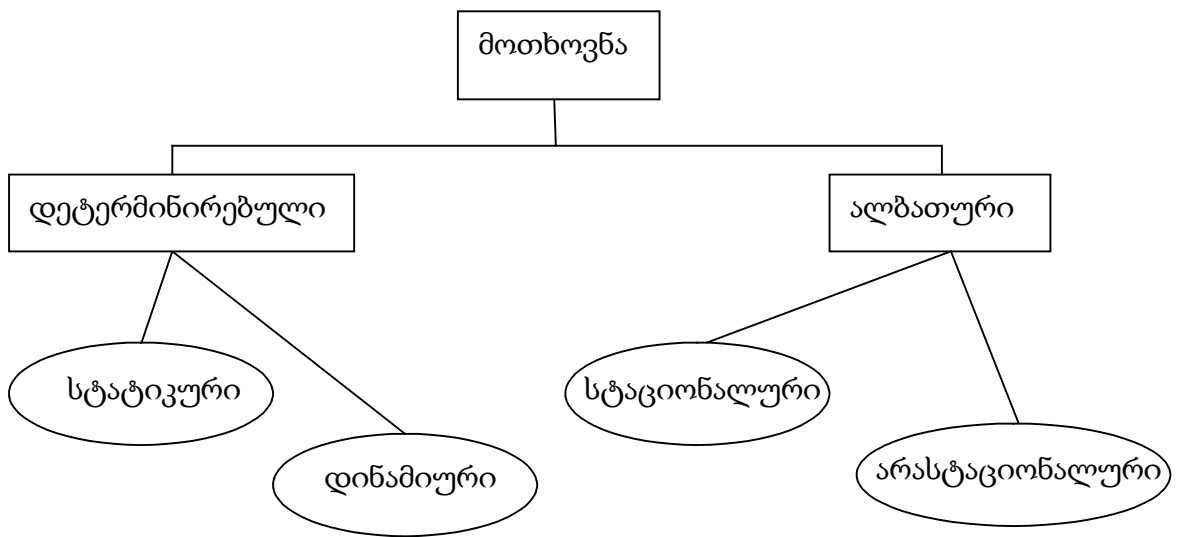 მოთხოვნა
დეტერმინირებული
ალბათური
სტატიკური
სტაციონალური
დინამიური
არასტაციონალური